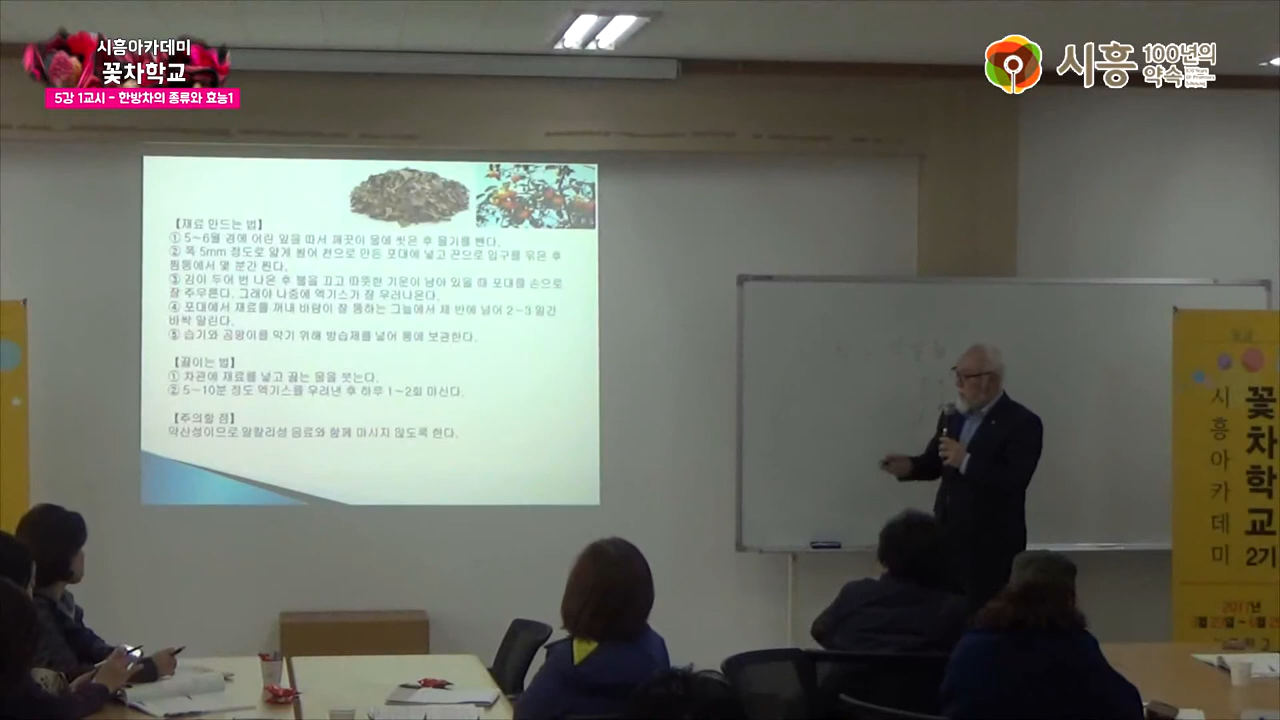 시흥아카데미
꽃차학교
5강 1교시 - 한방차의 종류와 효능1
시흥 100년의
약속
【재료 만드는 법】
① 5~6월 경에 어린 잎을 따서 깨끗이 물에 씻은 후 물기를 뺀다.
② 폭 5mm 정도로 얇게 썰어 천으로 만든 포대에 넣고 끈으로 입구를 묶은 후
찜통에서 몇 분간 찐다.
③ 김이 두어 번 나온 후 불을 끄고 따뜻한 기운이 남아 있을 때 포대를 손으로
잘 주무른다. 그래야 나중에 엑기스가 잘 우러나온다.
④ 포대에서 재료를 꺼내 바람이 잘 통하는 그늘에서 제 반에 널어 2~3 일간
바싹 말린다.
⑤ 습기와 곰팡이를 막기 위해 방습제를 넣어 통에 보관한다.
【끓이는 법】
① 차관에 재료를 넣고 끓는 물을 붓는다.
② 5~10분 정도 엑기스를 우려낸 후 하루 1~2회 마신다.
【주의할 점】
약산성이므로 알칼리성 음료와 함께 마시지 않도록 한다.
시흥아카데미
꽃차학교
2기
2017년